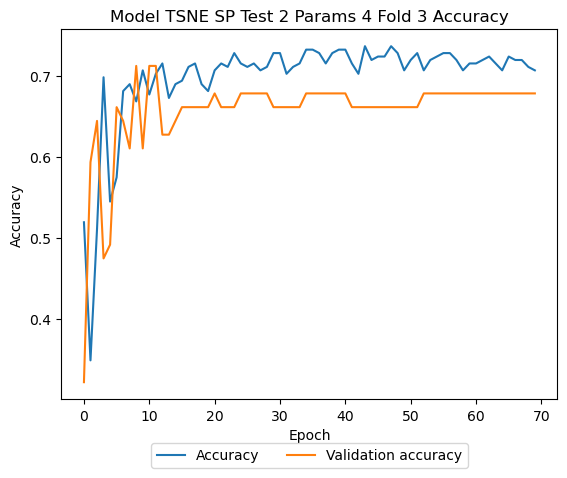 Model TSNE SP Test 2 Params 4 Fold 3 Accuracy
0.7
0.6
0.5
0.4
Accuracy
0 10 20 30 40 50 60 70
Epoch
Accuracy Validation accuracy